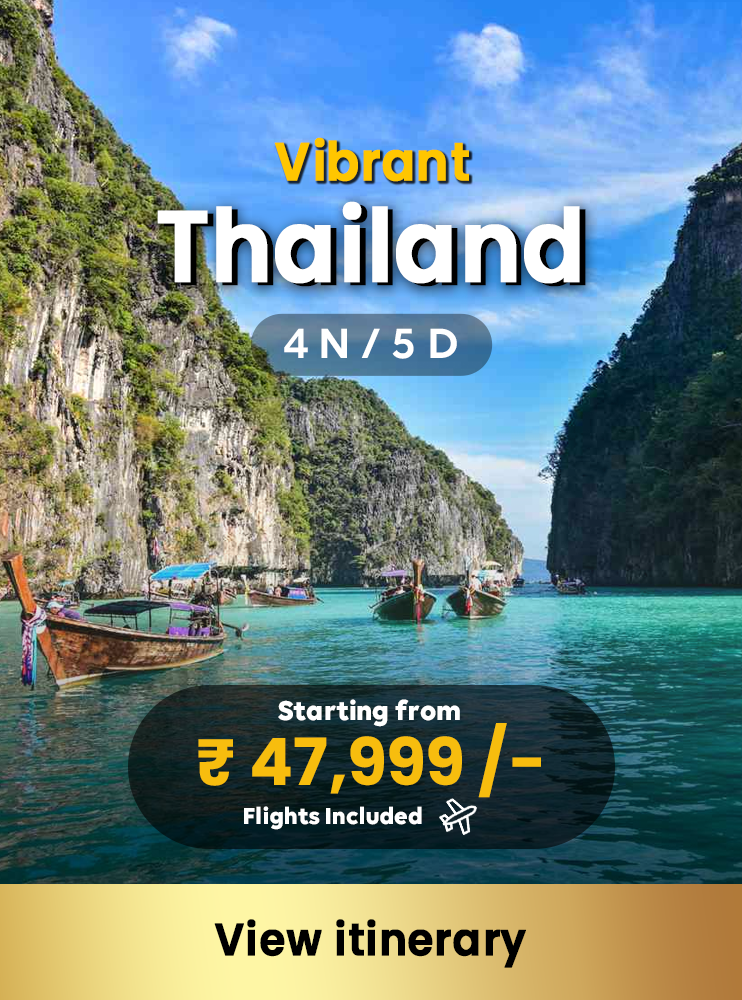 Vibrant
Thailand
4 N / 5 D
Starting from
₹ 47,999 /-
Flights Included
View itinerary